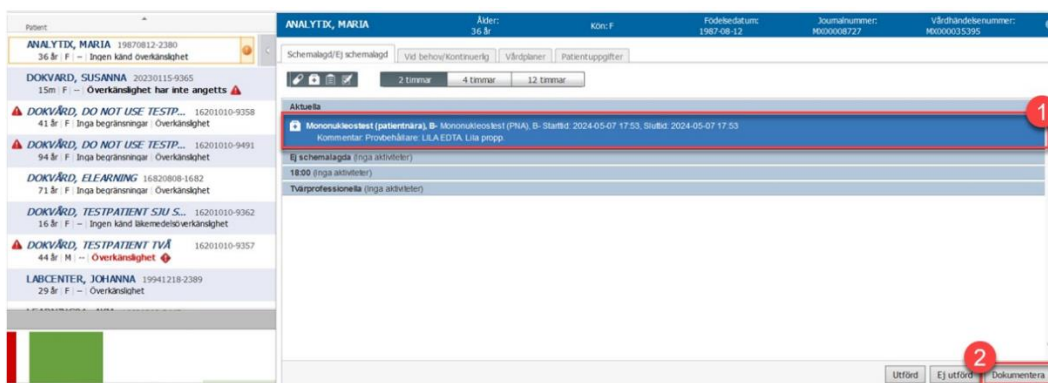 Patient
ANALYTIX, MARIA 19870812-2380
36 år F – Ingen känd överkänslighet
DOKVARD, SUSANNA 20230115-9365
15m F – Överkänslighet har inte angetts
DOKVÅRD, DO NOT USE TESTP... 16201010-9358
41 år F Inga begränsningar Överkänslighet
DOKVÅRD, DO NOT USE TESTP... 16201010-9491
94 år F Inga begränsningar Överkänslighet
DOKVÅRD, ELEARNING 16820808-1682
71 år F Inga begränsningar Överkänslighet
DOKVÅRD, TESTPATIENT SJU S... 16201010-9362
16 år F – Ingen känd läkemedelsöverkänslighet
DOKVÅRD, TESTPATIENT TVÅ 16201010-9357
44 år M – Överkänslighet
LABCENTER, JOHANNA 19941218-2389
29 år F – Överkänslighet
ANALYTIX, MARIA Ålder: 36 år Kön: F Födelsedatum: 1987-08-12 Journalnummer: MX00008727 Vårdhändelsenummer: MX000035395
Schemalagd/Ej schemalagd Vid behov/Kontinuerlig Vårdplaner Patientuppgifter
2 timmar 4 timmar 12 timmar
Aktuella
1
Mononukleostest (patientnära), B- Mononukleostest (PNA), B- Starttid: 2024-05-07 17:53, Sluttid: 2024-05-07 17:53
Kommentar: Provbehållare: LILA EDTA. Lila propp.
Ej schemalagda (Inga aktiviteter)
18:00 (Inga aktiviteter)
Tvärprofessionella (Inga aktiviteter)
2
Utförd Ej utförd Dokumentera